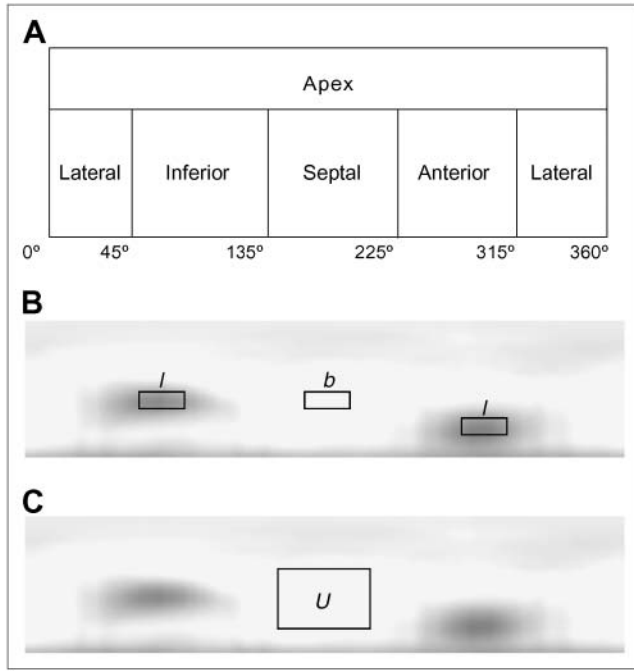 A
Apex
Lateral Inferior Septal Anterior Lateral
0º 45º 135º 225º 315º 360º
B
l b l
C
U